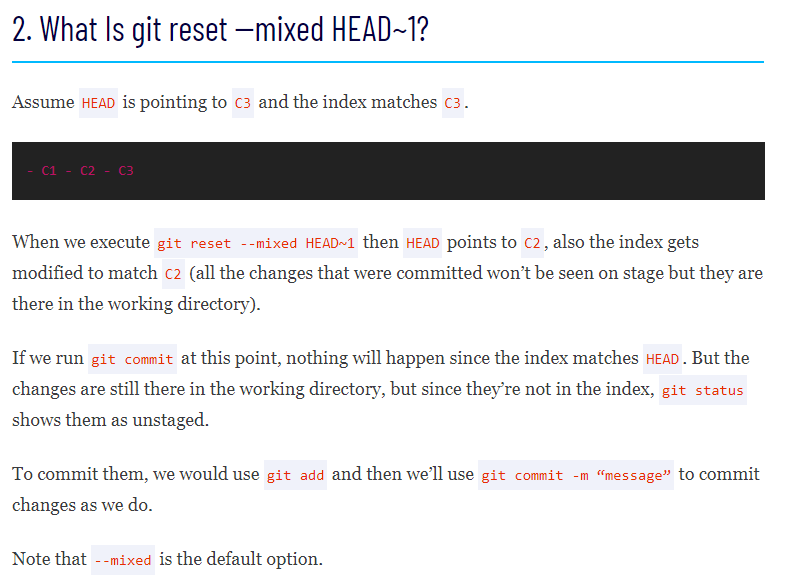 2. What Is git reset —mixed HEAD~1?
Assume HEAD is pointing to C3 and the index matches C3.
- C1 - C2 - C3
When we execute git reset --mixed HEAD~1 then HEAD points to C2, also the index gets
modified to match C2 (all the changes that were committed won’t be seen on stage but they are
there in the working directory).
If we run git commit at this point, nothing will happen since the index matches HEAD. But the
changes are still there in the working directory, but since they’re not in the index, git status
shows them as unstaged.
To commit them, we would use git add and then we’ll use git commit -m “message” to commit
changes as we do.
Note that --mixed is the default option.